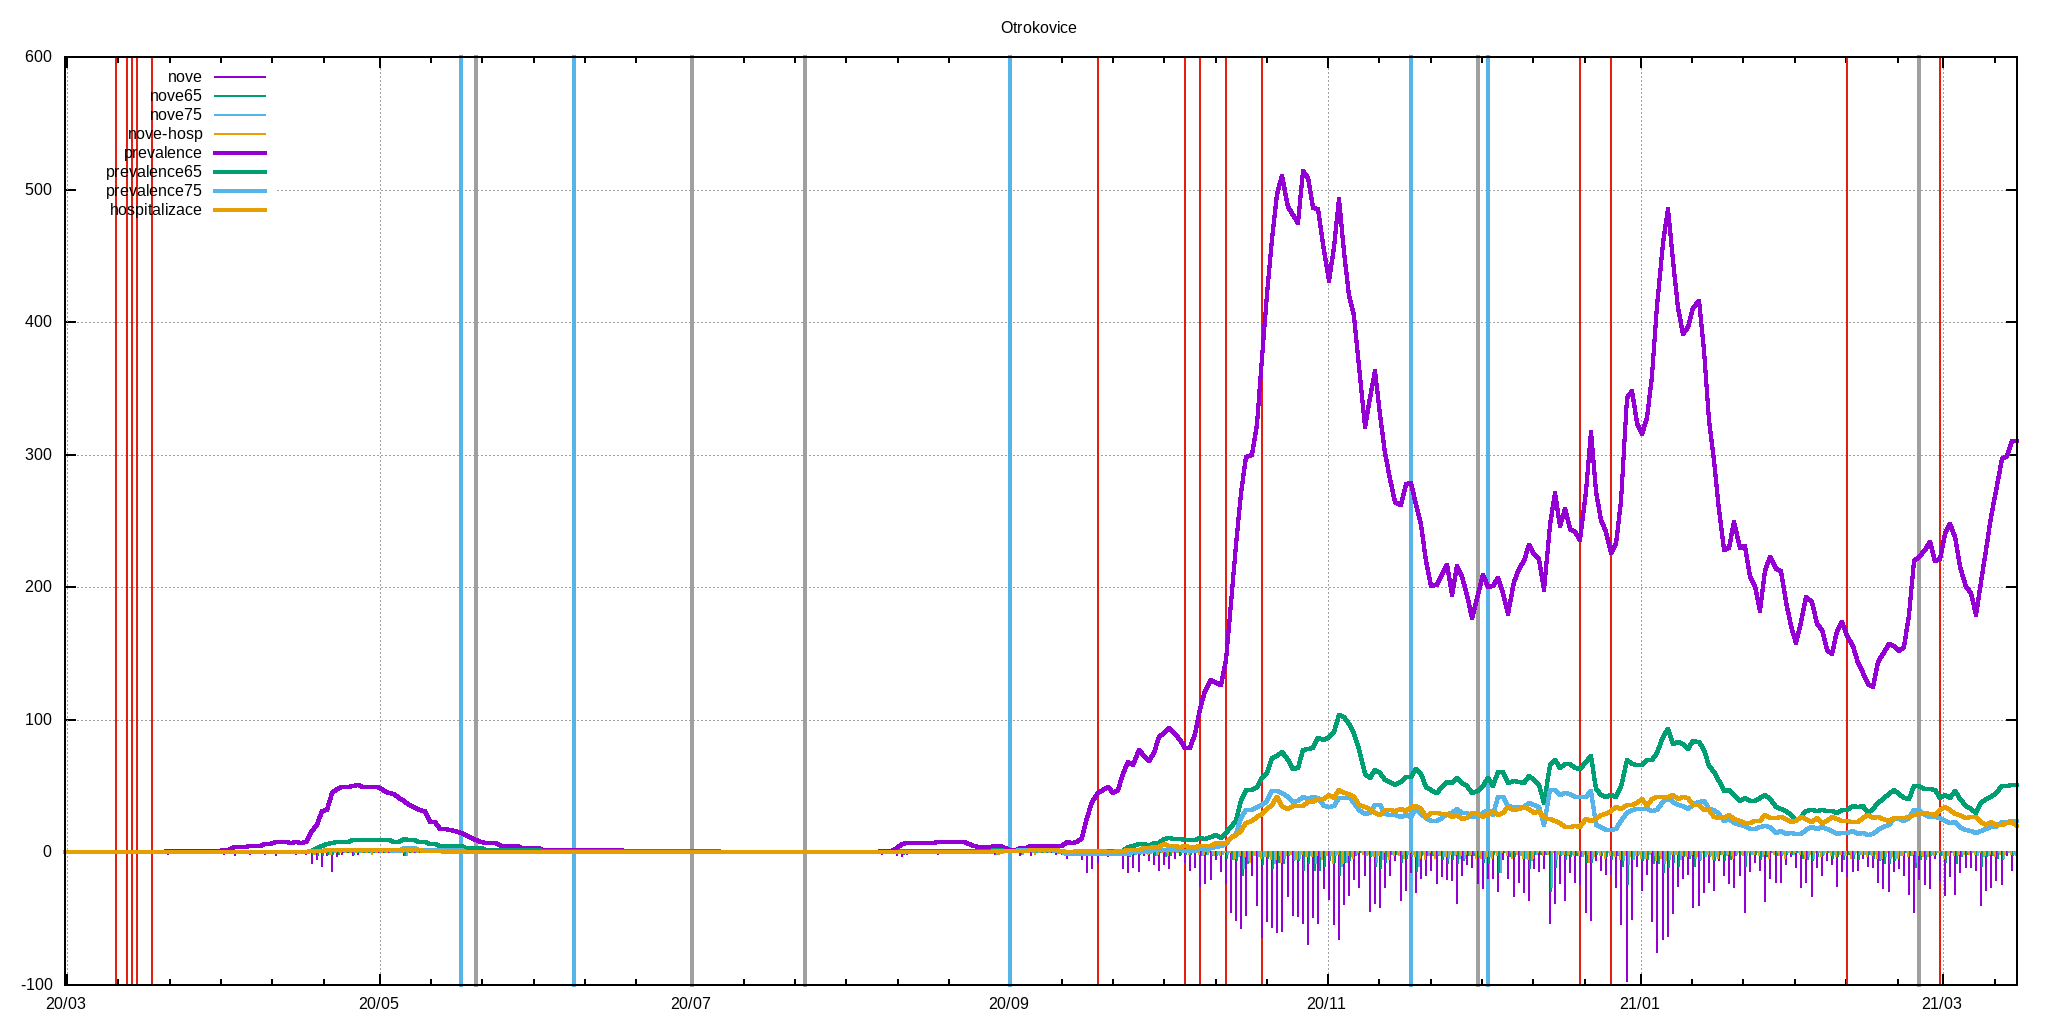 Otrokovice
600
500
400
300
200
100
0
-100
nove
nove65
nove75
nove-hosp
prevalence
prevalence65
prevalence75
hospitalizace
20/03 20/05 20/07 20/09 20/11 21/01 21/03